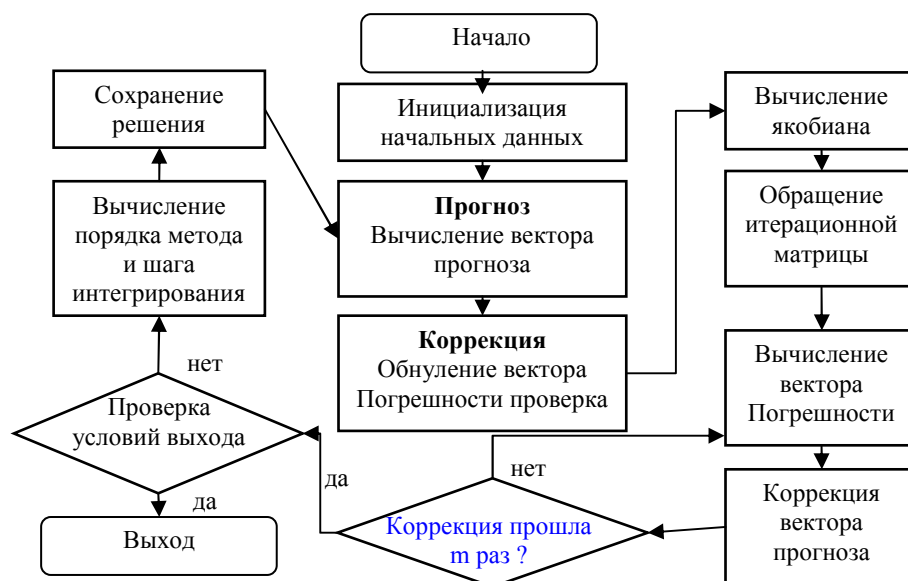 Начало
Инициализация
начальных данных
Прогноз
Вычисление вектора
прогноза
Коррекция
Обнуление вектора
Погрешности проверка
Вычисление
якобиана
Обращение
итерационной
матрицы
Вычисление
вектора
Погрешности
Коррекция
вектора
прогноза
Коррекция прошла
m раз ?
нет
да
Проверка
условий выхода
нет
да
Выход
Вычисление
порядка метода
и шага
интегрирования
Сохранение
решения